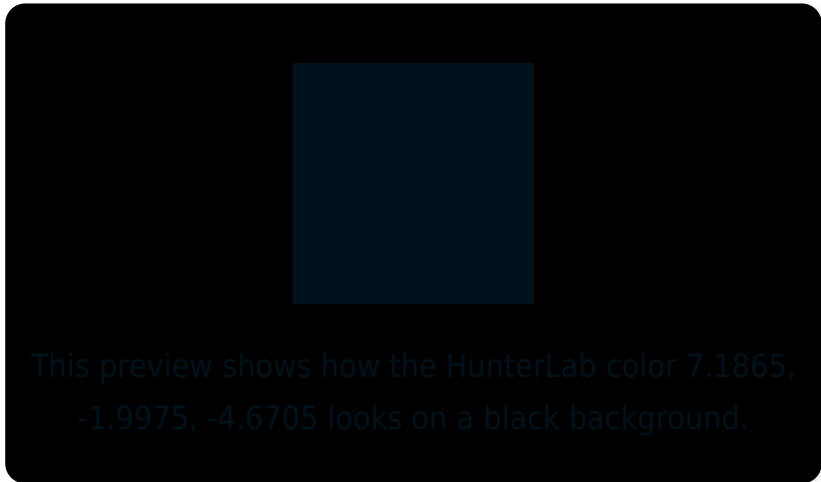 This preview shows how the HunterLab color 7.1865,
-1.9975, -4.6705 looks on a black background.